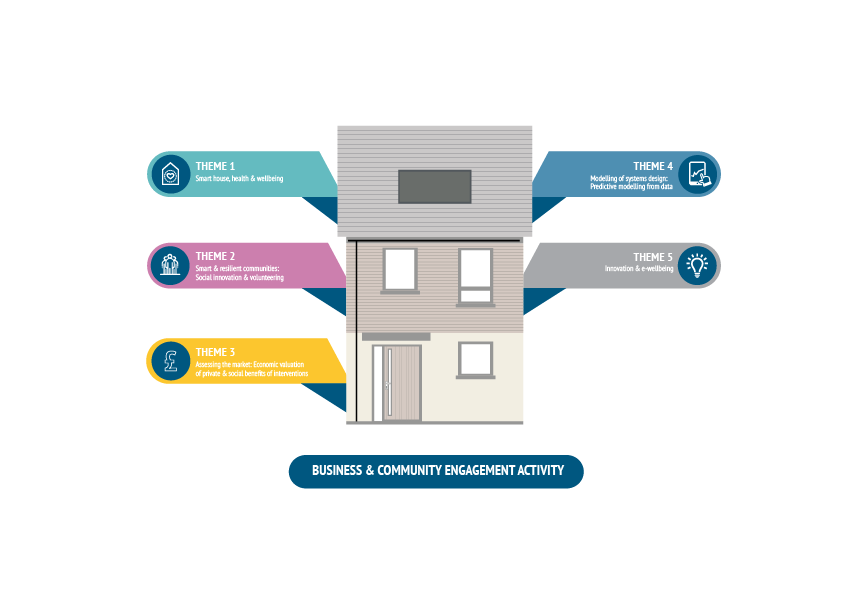 THEME 1
Smart house, health & wellbeing
THEME 2
Smart & resilient communities:
Social innovation & volunteering
THEME 3
Assessing the market: Economic valuation
of private & social benefits of interventions
THEME 4
Modelling of systems design:
Predictive modelling from data
THEME 5
Innovation & e-wellbeing
£
BUSINESS & COMMUNITY ENGAGEMENT ACTIVITY